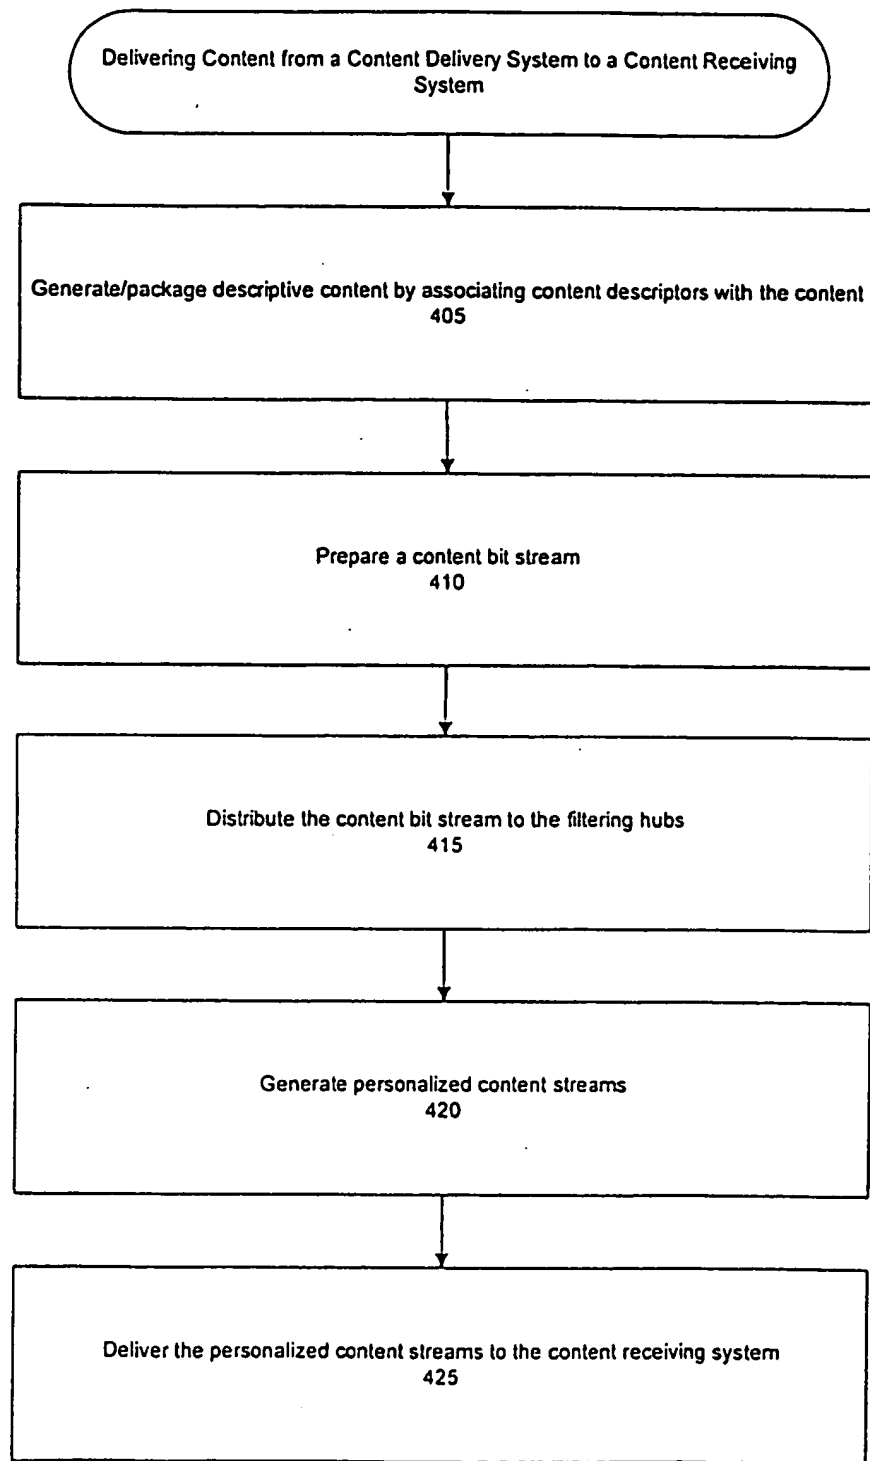 Delivering Content from a Content Delivery System to a Content Receiving
System
Generate/package descriptive content by associating content descriptors with the content
405
Prepare a content bit stream
410
Distribute the content bit stream to the filtering hubs
415
Generate personalized content streams
420
Deliver the personalized content streams to the content receiving system
425